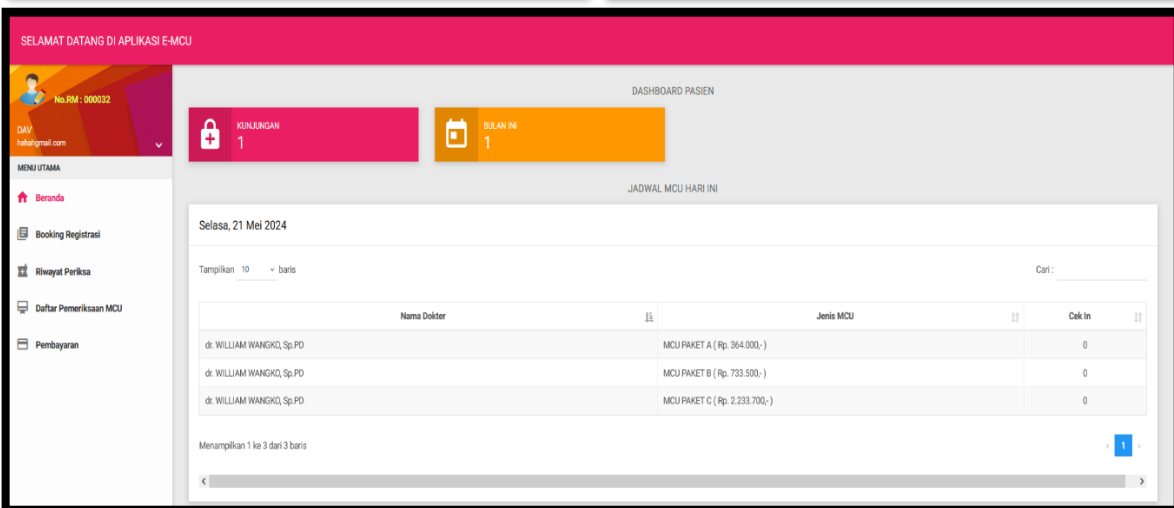 SELAMAT DATANG DI APLIKASI E-MCU
No.RM : 000032
DAV
hahahgmail.com
MENU UTAMA
Beranda
Booking Registrasi
Riwayat Periksa
Daftar Pemeriksaan MCU
Pembayaran
DASHBOARD PASIEN
KUNJUNGAN
1
BULAN INI
1
JADWAL MCU HARI INI
Selasa, 21 Mei 2024
Tampilkan 10 baris
Cari :
Nama Dokter Jenis MCU Cek In
dr. WILLIAM WANGKO, Sp.PD MCU PAKET A ( Rp. 364.000,- ) 0
dr. WILLIAM WANGKO, Sp.PD MCU PAKET B ( Rp. 733.500,- ) 0
dr. WILLIAM WANGKO, Sp.PD MCU PAKET C ( Rp. 2.233.700,- ) 0
Menampilkan 1 ke 3 dari 3 baris
1